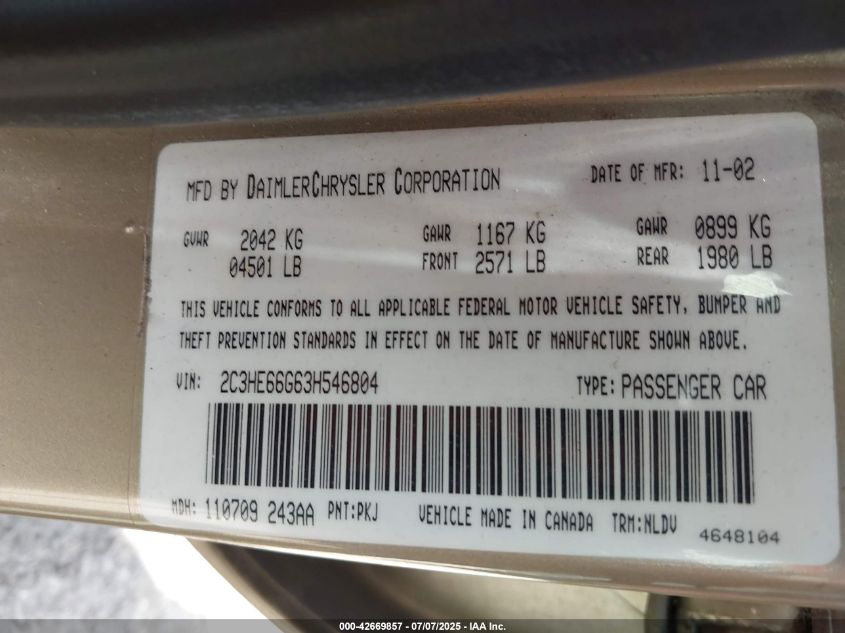 MFD BY DAIMLERCHRYSLER CORPORATION DATE OF MFR: 11-02
GVWR 2042 KG GAWR 1167 KG GAWR 0899 KG
04501 LB FRONT 2571 LB REAR 1980 LB
THIS VEHICLE CONFORMS TO ALL APPLICABLE FEDERAL MOTOR VEHICLE SAFETY, BUMPER AND
THEFT PREVENTION STANDARDS IN EFFECT ON THE DATE OF MANUFACTURE SHOWN ABOVE.
VIN: 2C3HE66G63H546804 TYPE: PASSENGER CAR
MDH: 110709 243AA PNT:PKJ VEHICLE MADE IN CANADA TRM:NLDV
4648104
000-42669857 - 07/07/2025 - IAA Inc.